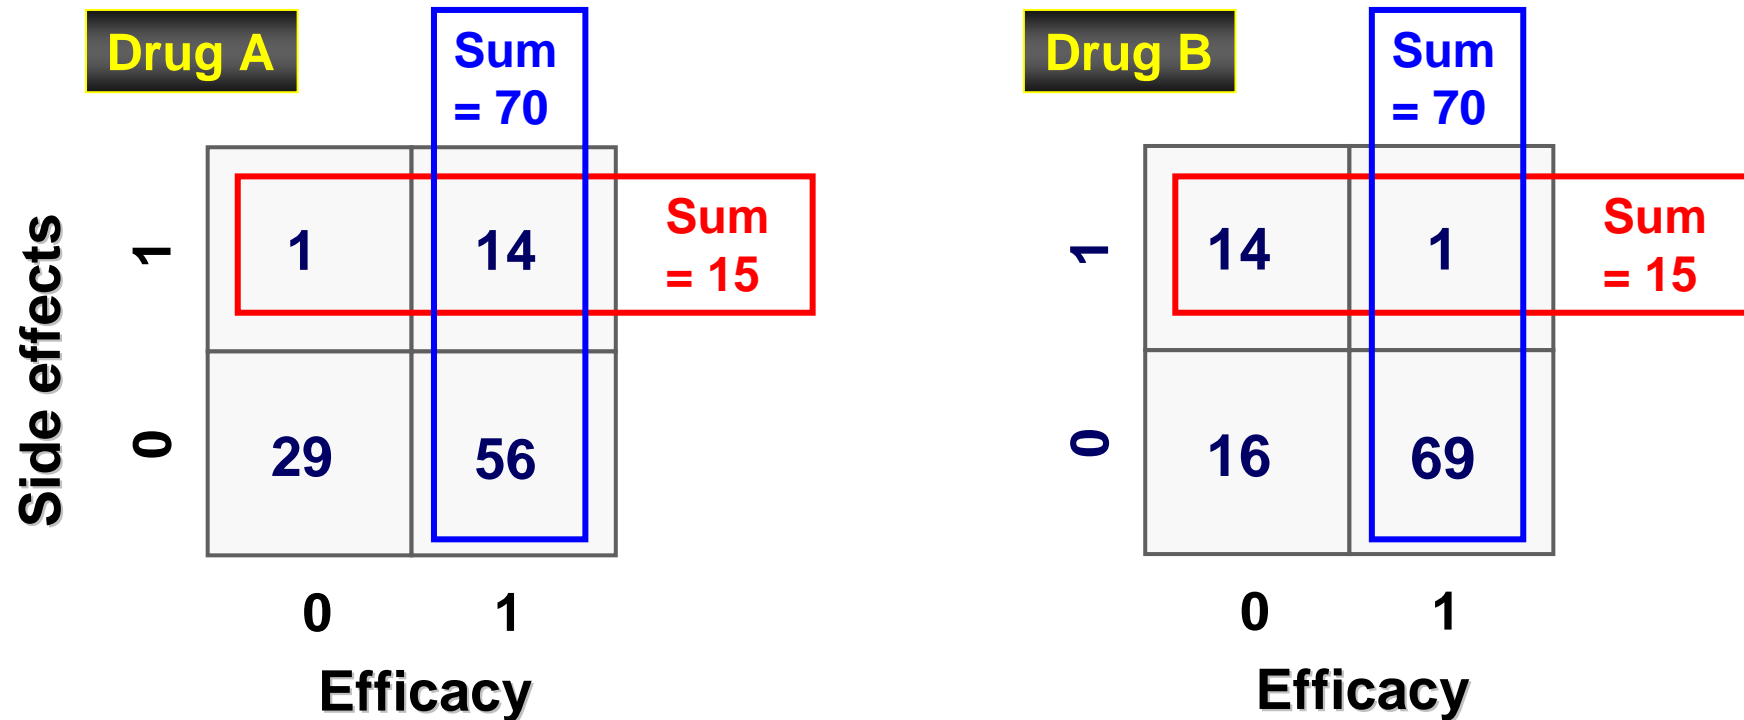 Drug A
Sum
= 70
Side effects
1
1
14
Sum
= 15
0
29
56
0
1
Efficacy
Drug B
Sum
= 70
1
14
1
Sum
= 15
0
16
69
0
1
Efficacy